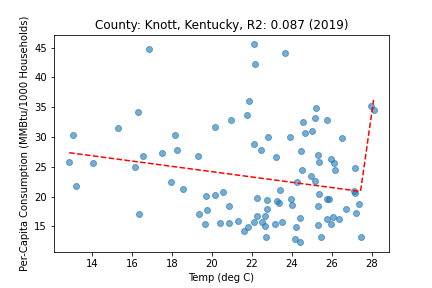 County: Knott, Kentucky, R2: 0.087 (2019)
Per-Capita Consumption (MMBtu/1000 Households)
45
40
35
30
25
20
15
14 16 18 20 22 24 26 28
Temp (deg C)